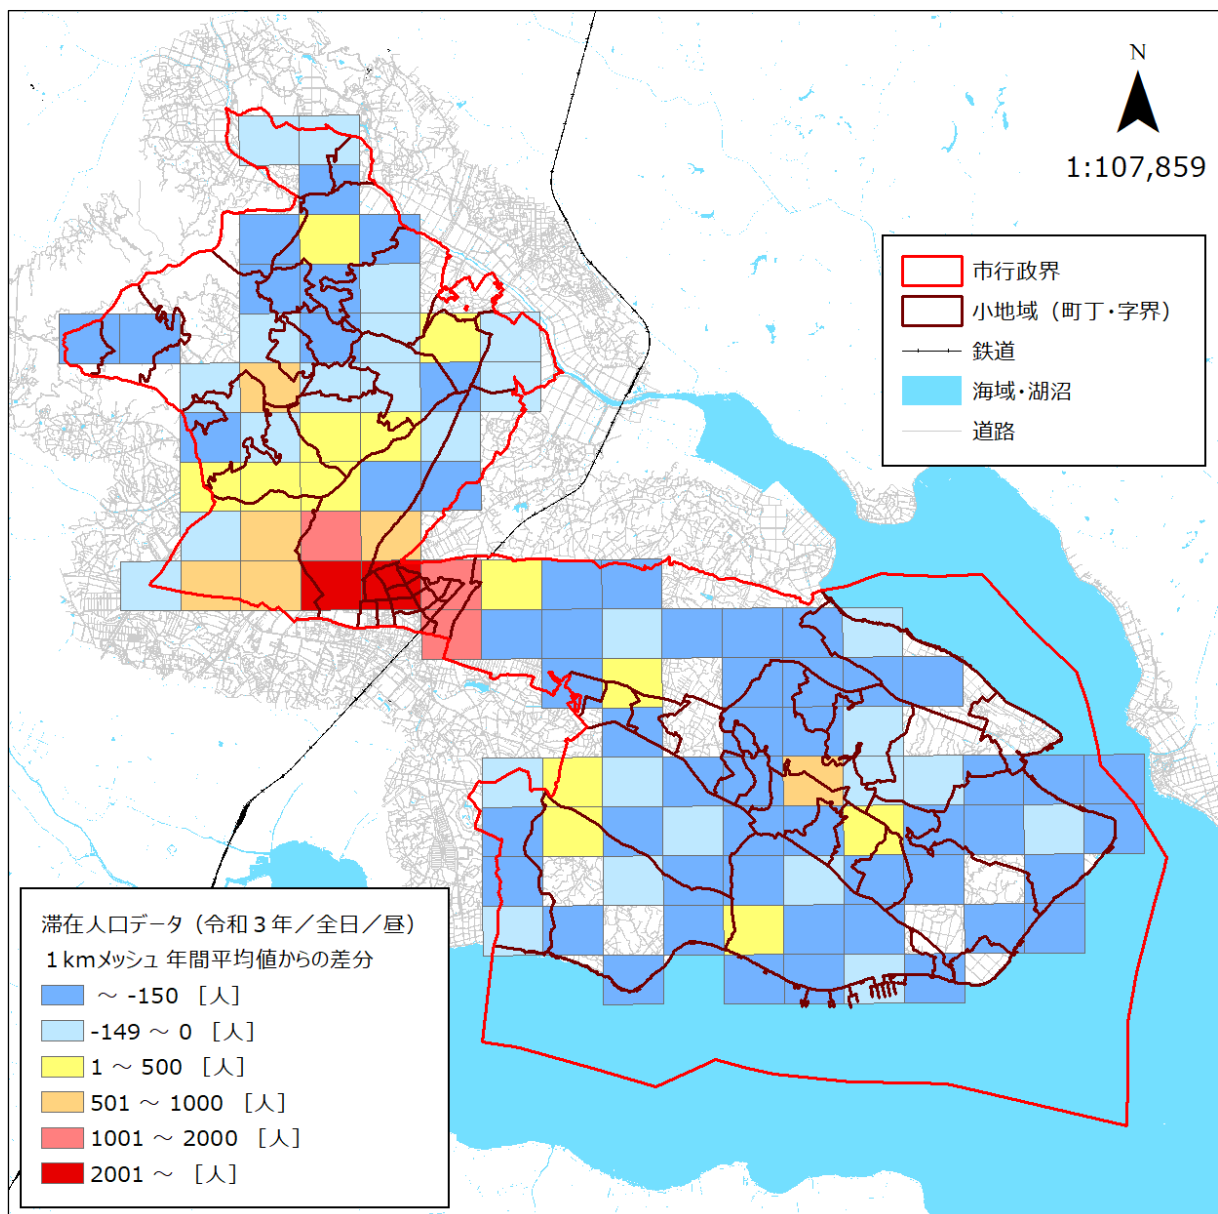 N
1:107,859
市行政界
小地域（町丁・字界）
鉄道
海域・湖沼
道路
滞在人口データ（令和３年／全日／昼）
１kmメッシュ 年間平均値からの差分
～ -150 ［人］
-149 ～ 0 ［人］
1 ～ 500 ［人］
501 ～ 1000 ［人］
1001 ～ 2000 ［人］
2001 ～ ［人］